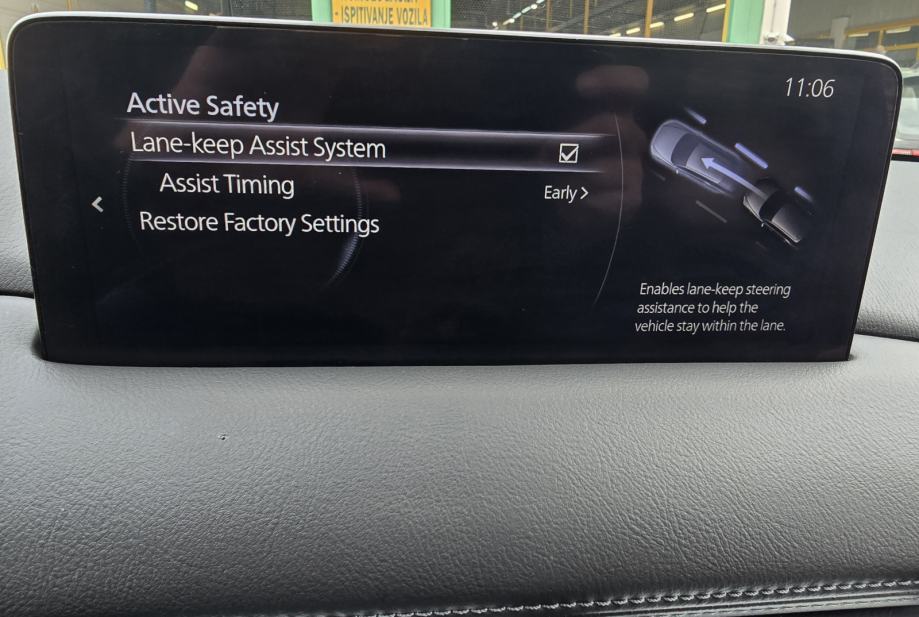 - ISPITIVANJE VOZILA
11:06
Active Safety
Lane-keep Assist System
Assist Timing
Early
Restore Factory Settings
Enables lane-keep steering
assistance to help the
vehicle stay within the lane.